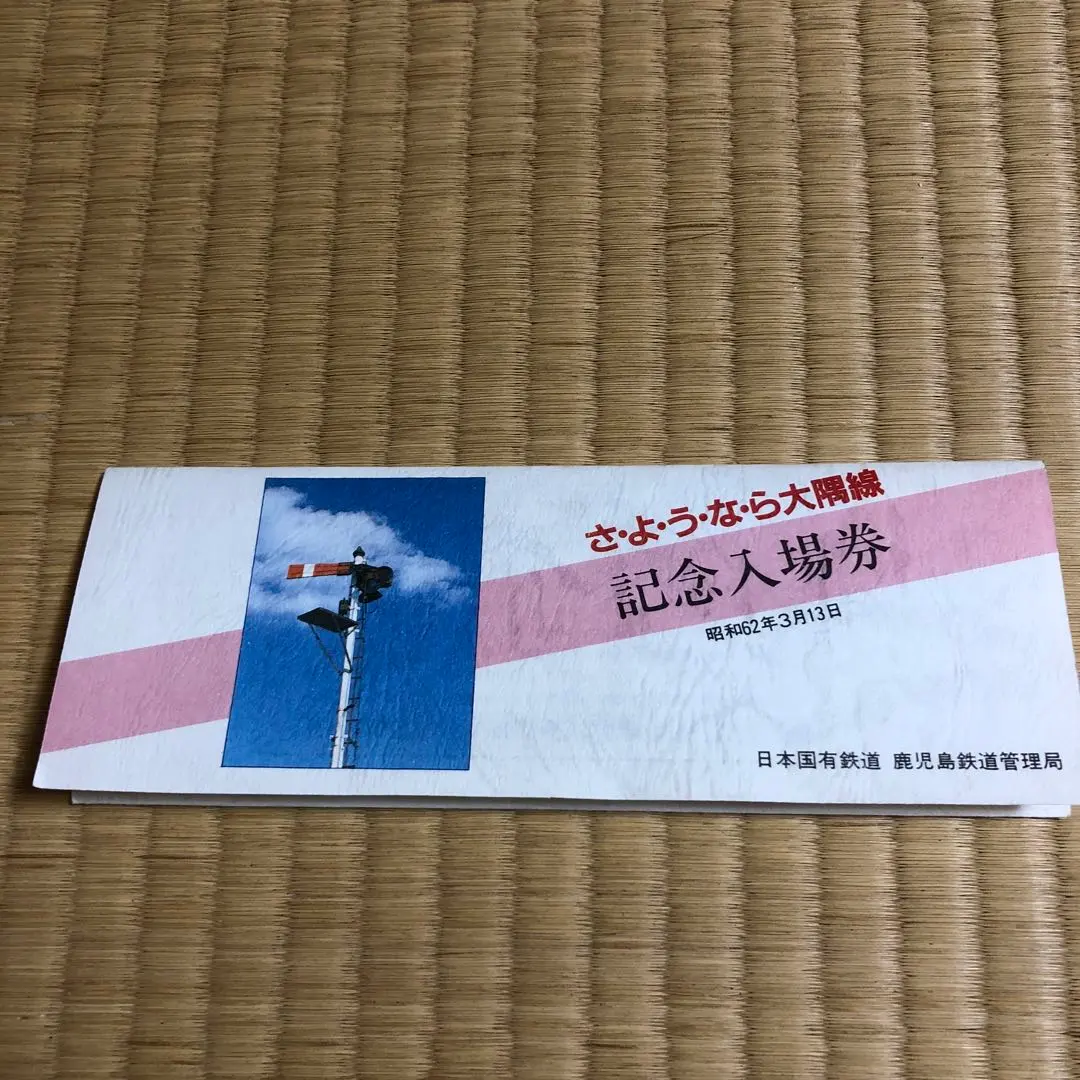 さ・よ・う・な・ら大隅線
記念入場券
昭和62年3月13日
日本国有鉄道 鹿児島鉄道管理局